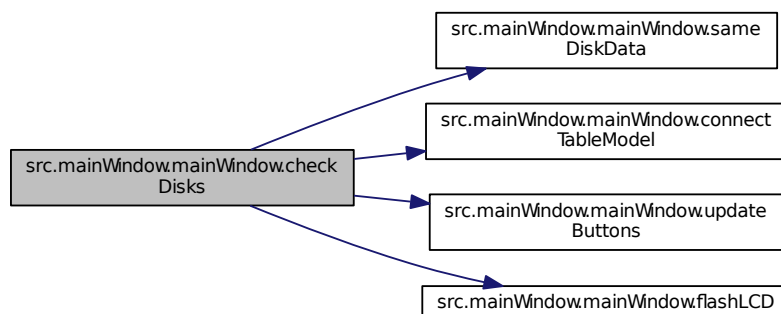 src.mainWindow.mainWindow.same
DiskData
src.mainWindow.mainWindow.connect
TableModel
src.mainWindow.mainWindow.check
Disks
src.mainWindow.mainWindow.update
Buttons
src.mainWindow.mainWindow.flashLCD